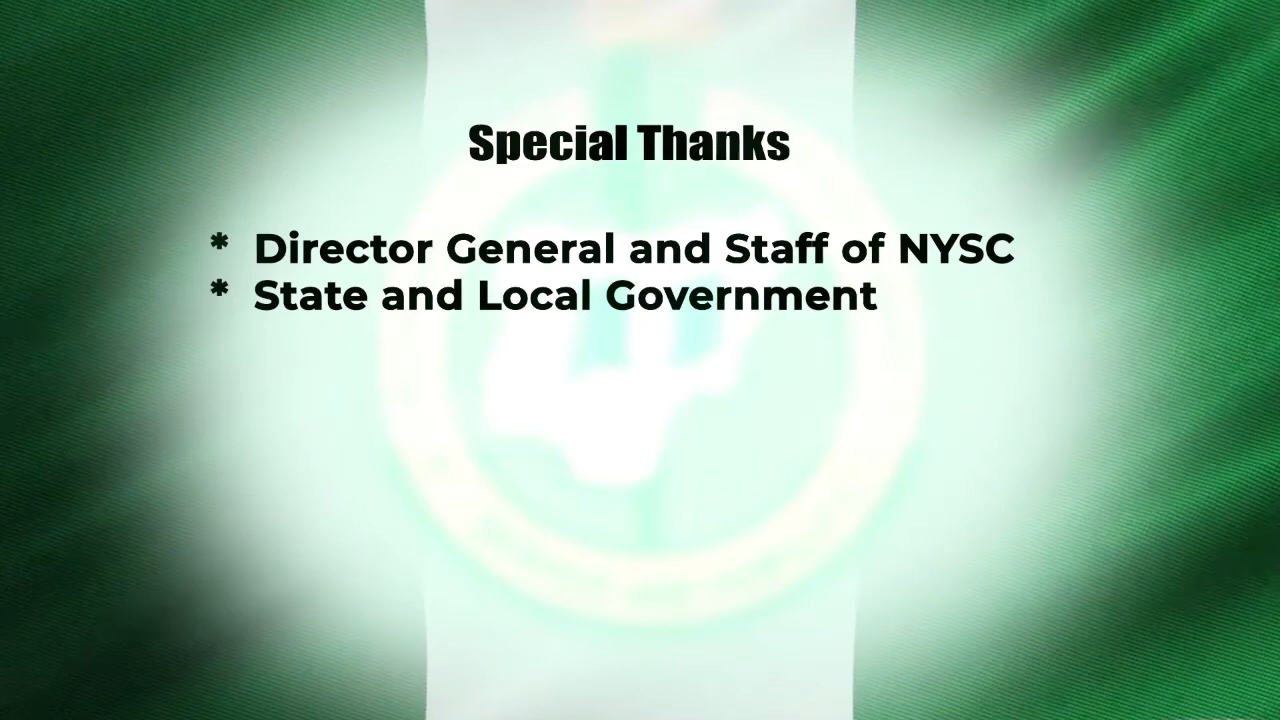 Special Thanks
* Director General and Staff of NYSC
* State and Local Government